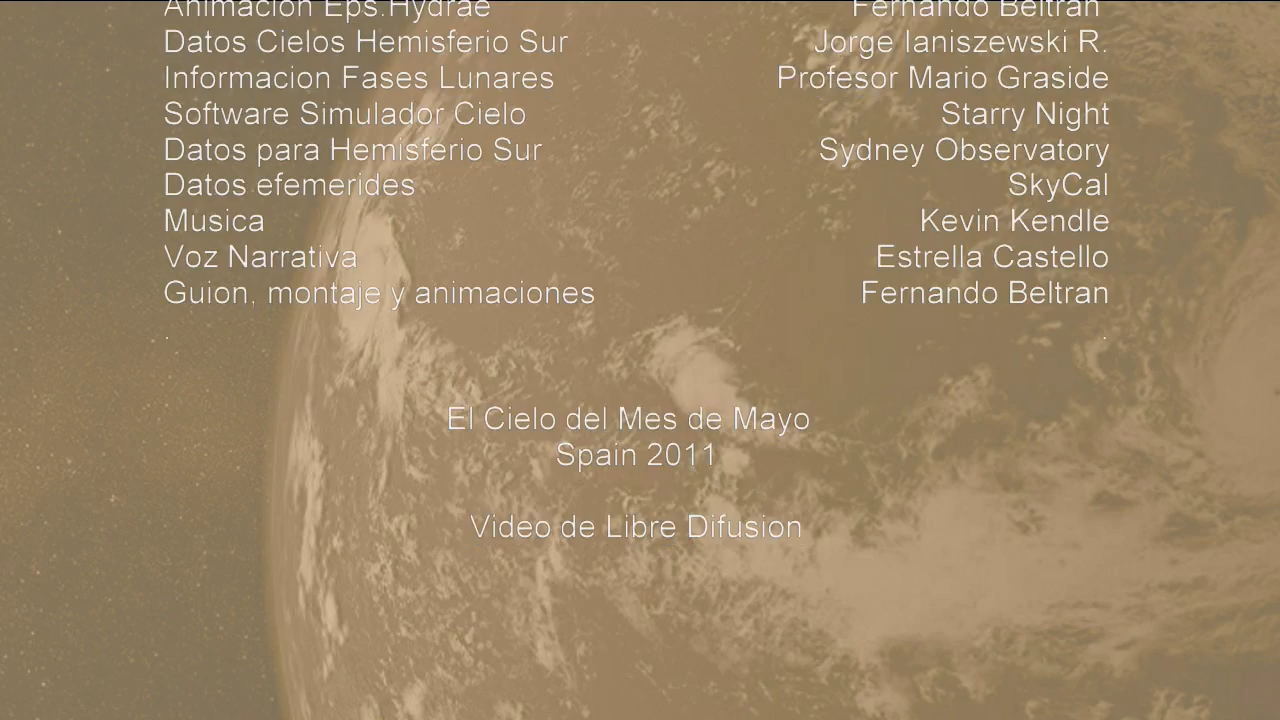 Animacion Eps.Hydrae Fernando Beltran
Datos Cielos Hemisferio Sur Jorge Ianiszewski R.
Informacion Fases Lunares Profesor Mario Graside
Software Simulador Cielo Starry Night
Datos para Hemisferio Sur Sydney Observatory
Datos efemerides SkyCal
Musica Kevin Kendle
Voz Narrativa Estrella Castello
Guion, montaje y animaciones Fernando Beltran
. .
El Cielo del Mes de Mayo
Spain 2011
Video de Libre Difusion